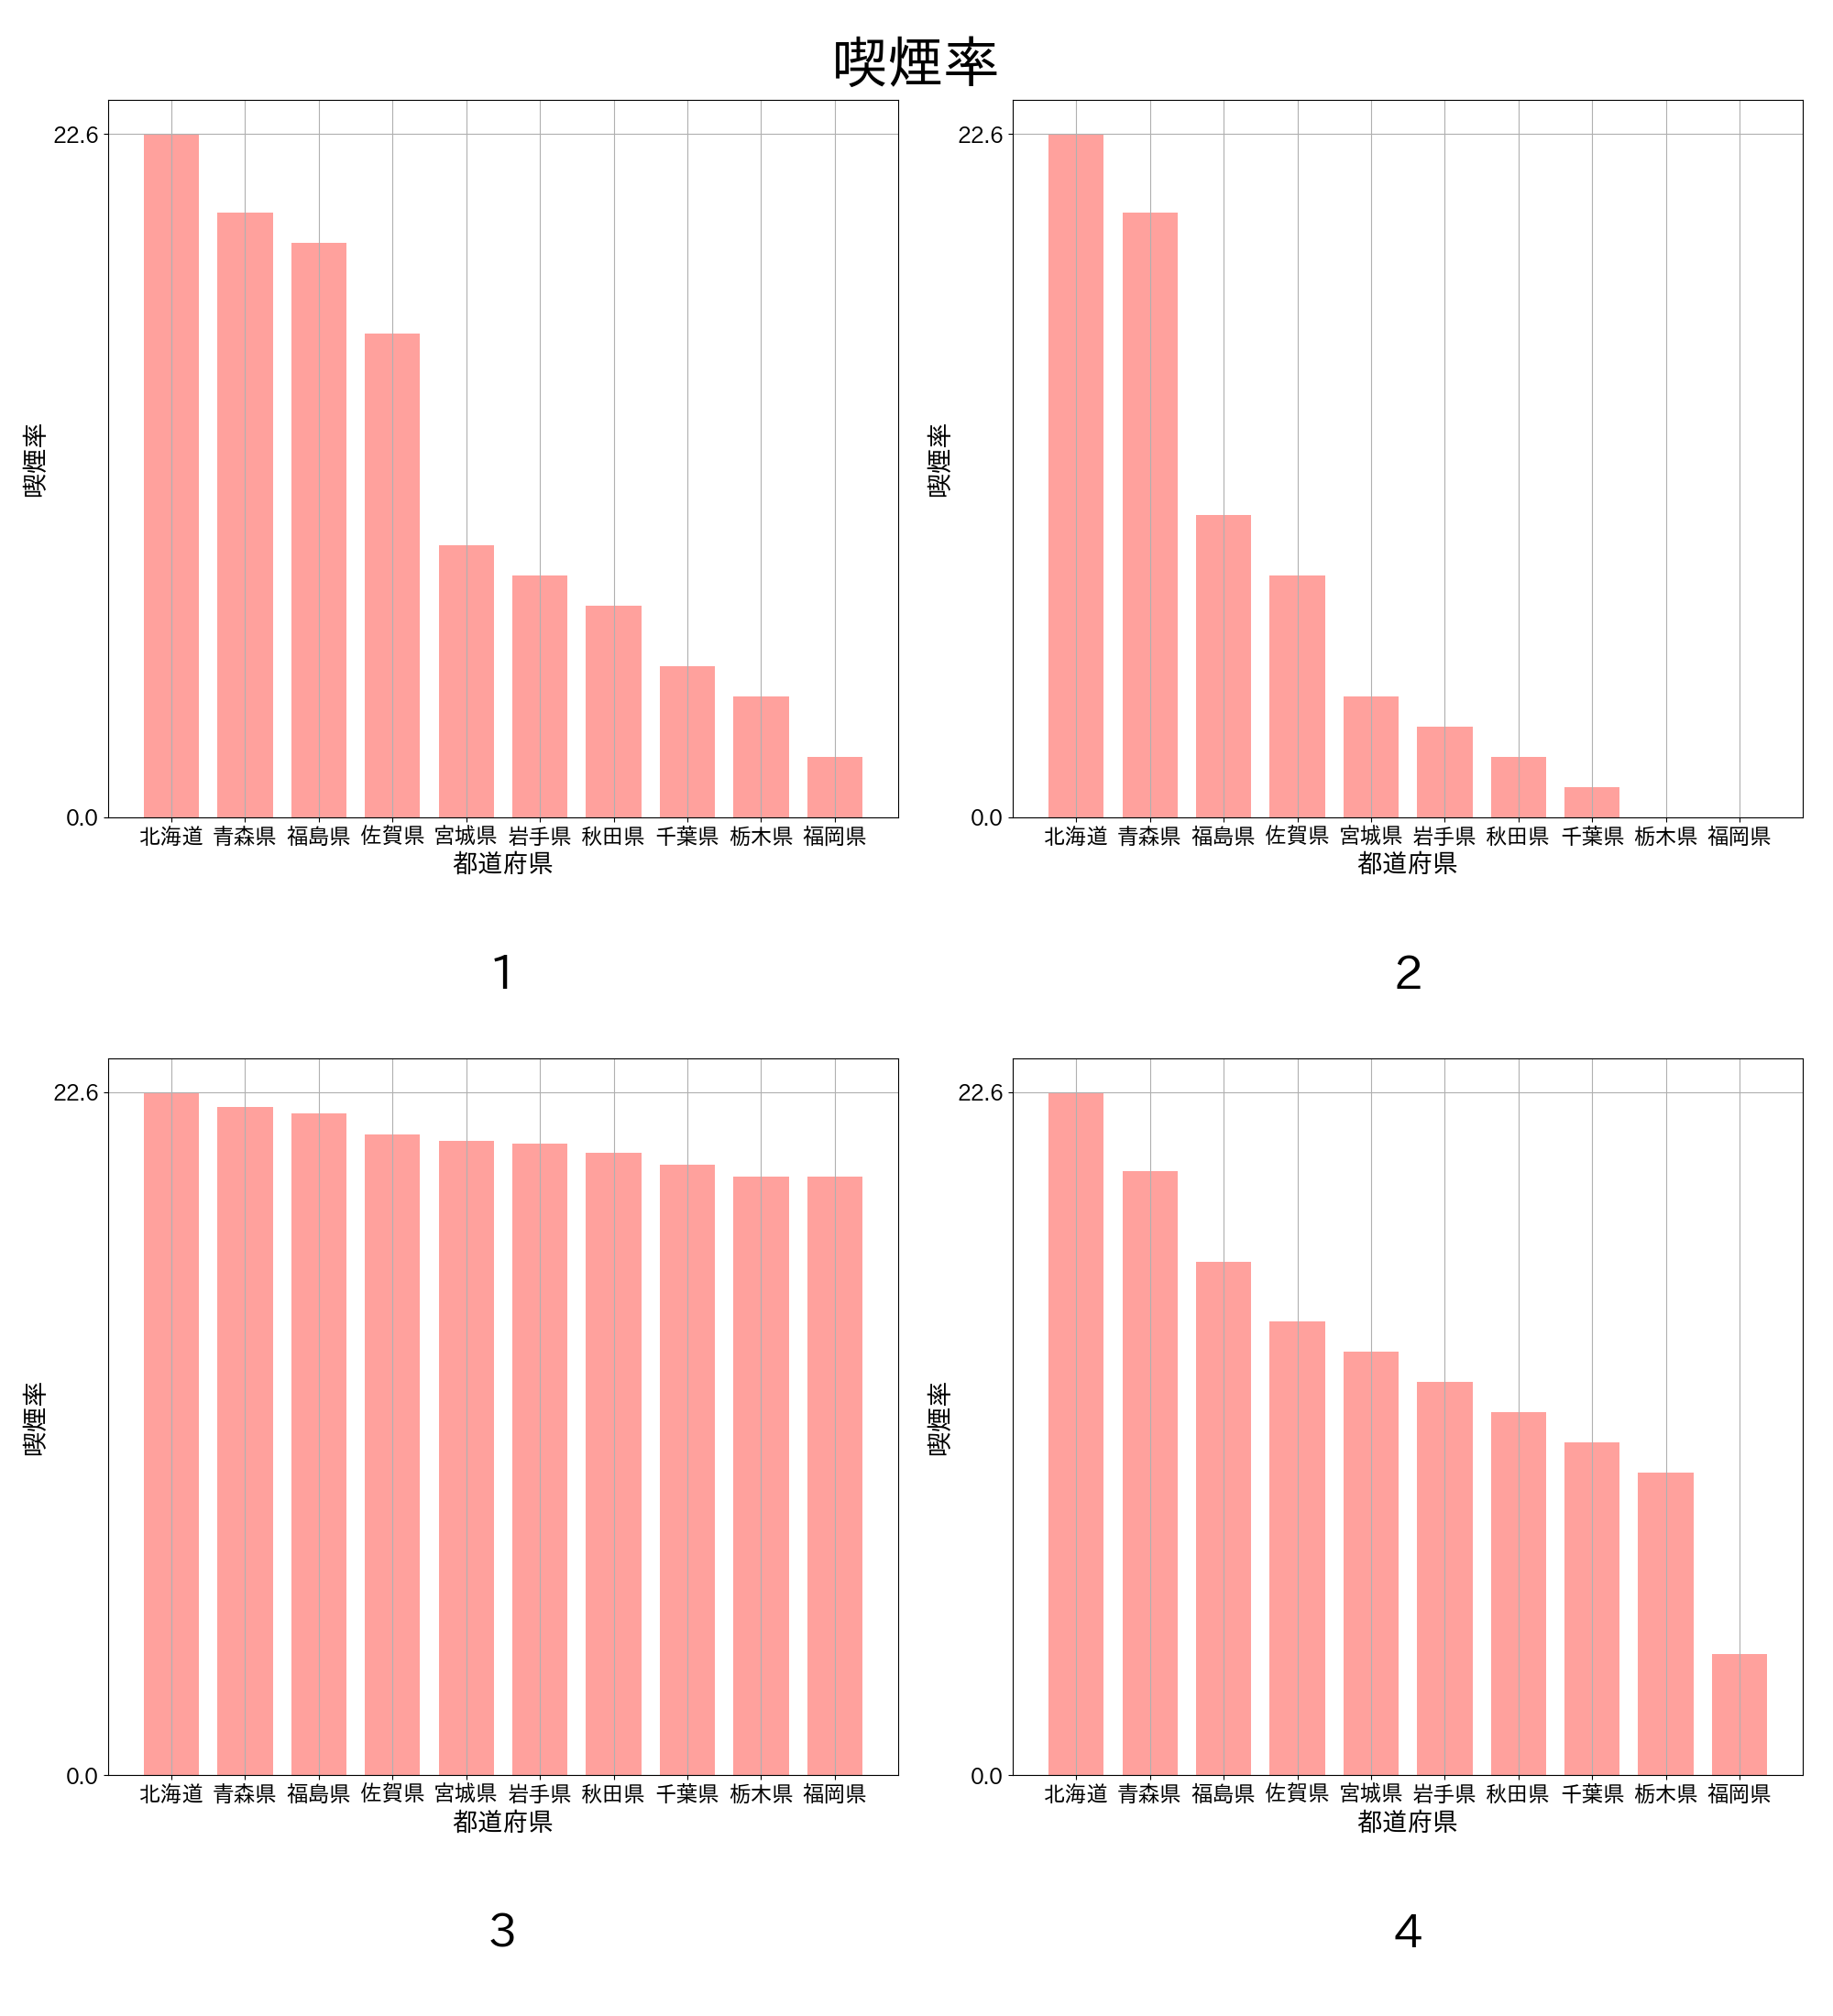 喫煙率
22.6
0.0
喫煙率
北海道 青森県 福島県 佐賀県 宮城県 岩手県 秋田県 千葉県 栃木県 福岡県
都道府県
1
22.6
0.0
喫煙率
北海道 青森県 福島県 佐賀県 宮城県 岩手県 秋田県 千葉県 栃木県 福岡県
都道府県
2
22.6
0.0
喫煙率
北海道 青森県 福島県 佐賀県 宮城県 岩手県 秋田県 千葉県 栃木県 福岡県
都道府県
3
22.6
0.0
喫煙率
北海道 青森県 福島県 佐賀県 宮城県 岩手県 秋田県 千葉県 栃木県 福岡県
都道府県
4